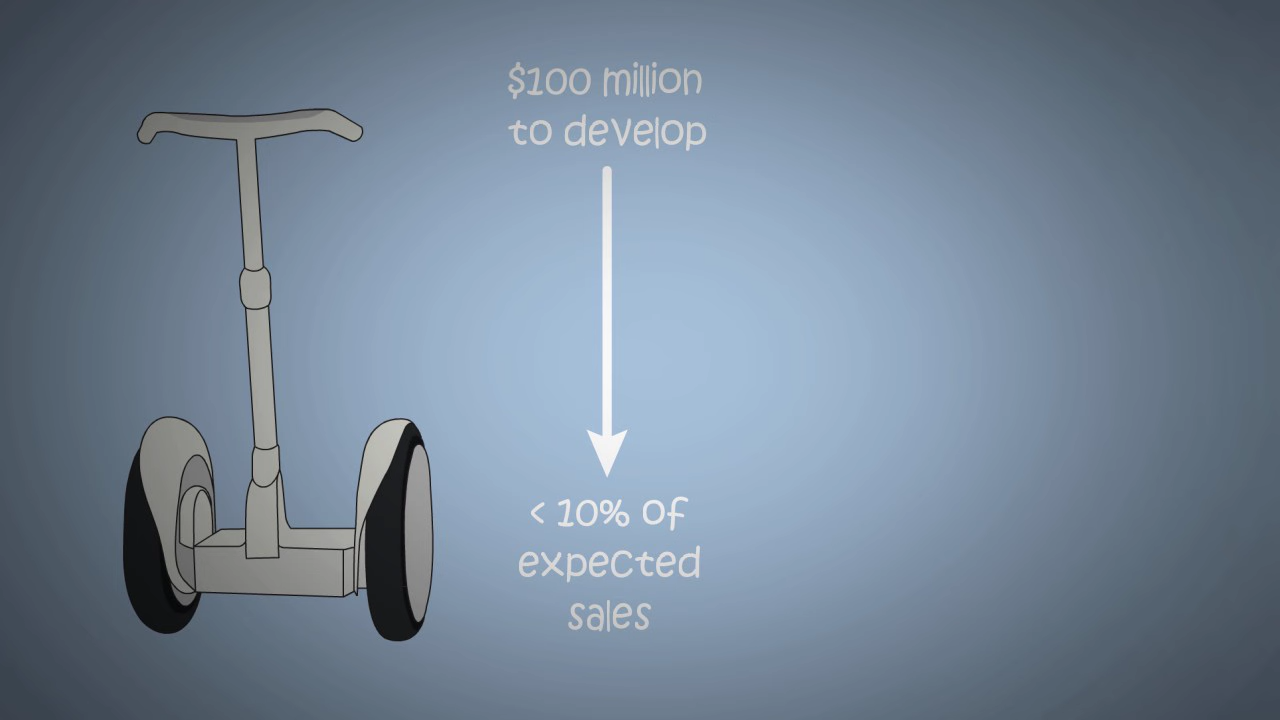 $100 million
to develop
< 10% of
expected
sales